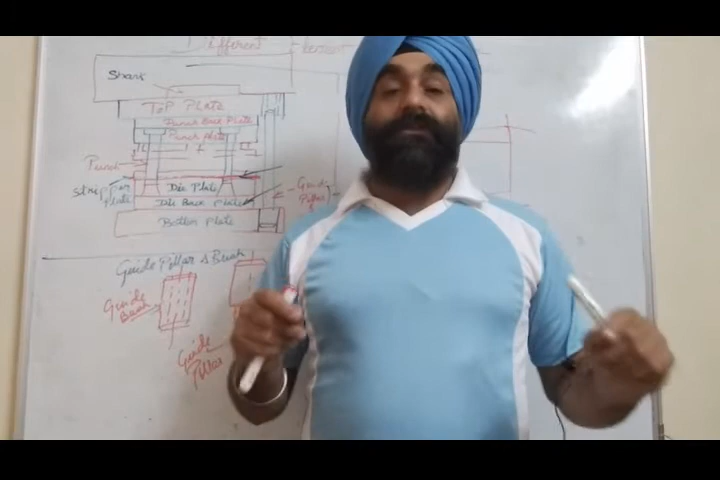 Different Element
Shank
ToP Plate
Punch Back Plate
Punch plate
Punch
Stripper
Plate
Die Plate
Die Back Plate
Guide
Pillar
Bottom Plate
Guide Pillar & Bush
Guide
Bush
Guide
Pillar